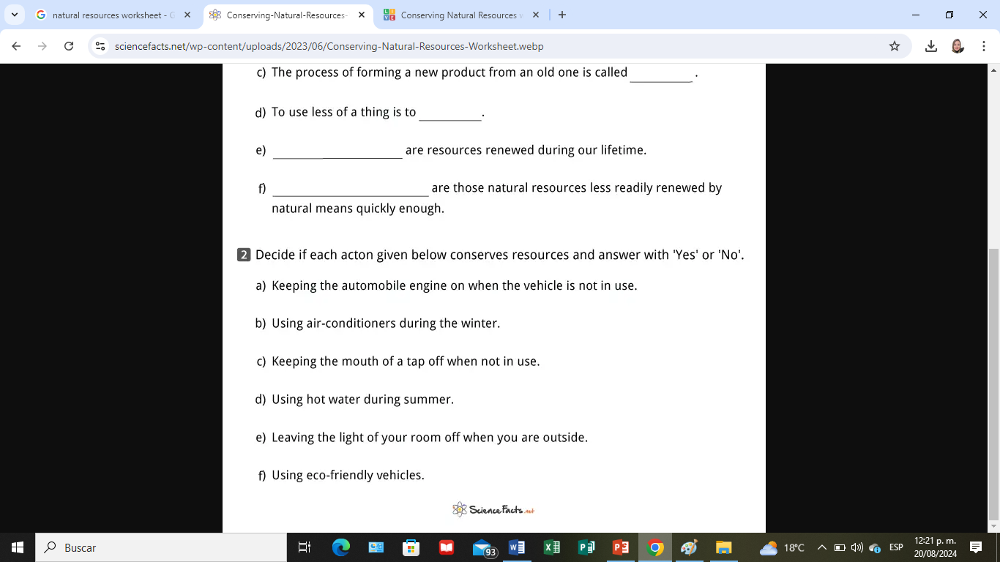 natural resources worksheet - G
Conserving-Natural-Resources-
Conserving Natural Resources w
sciencefacts.net/wp-content/uploads/2023/06/Conserving-Natural-Resources-Worksheet.webp
c) The process of forming a new product from an old one is called __________ .
d) To use less of a thing is to __________.
e) ____________________ are resources renewed during our lifetime.
f) ________________________ are those natural resources less readily renewed by
natural means quickly enough.
2 Decide if each acton given below conserves resources and answer with 'Yes' or 'No'.
a) Keeping the automobile engine on when the vehicle is not in use.
b) Using air-conditioners during the winter.
c) Keeping the mouth of a tap off when not in use.
d) Using hot water during summer.
e) Leaving the light of your room off when you are outside.
f) Using eco-friendly vehicles.
ScienceFacts.net
Buscar
93
18°C
ESP
12:21 p. m.
20/08/2024